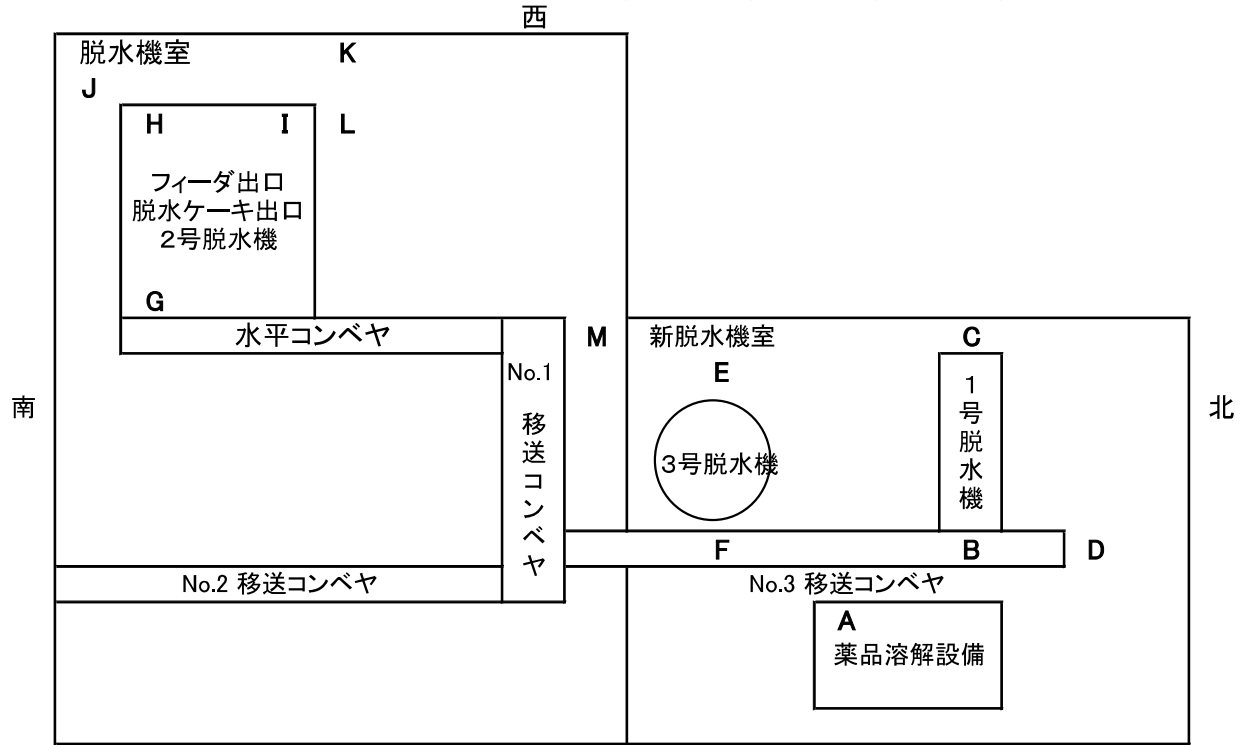 西
脱水機室
K
J
H
I
L
フィーダ出口
脱水ケーキ出口
２号脱水機
G
水平コンベヤ
M
新脱水機室
C
No.1
移送コンベヤ
E
１号脱水機
南
北
３号脱水機
F
B
D
No.2 移送コンベヤ
No.3 移送コンベヤ
A
薬品溶解設備